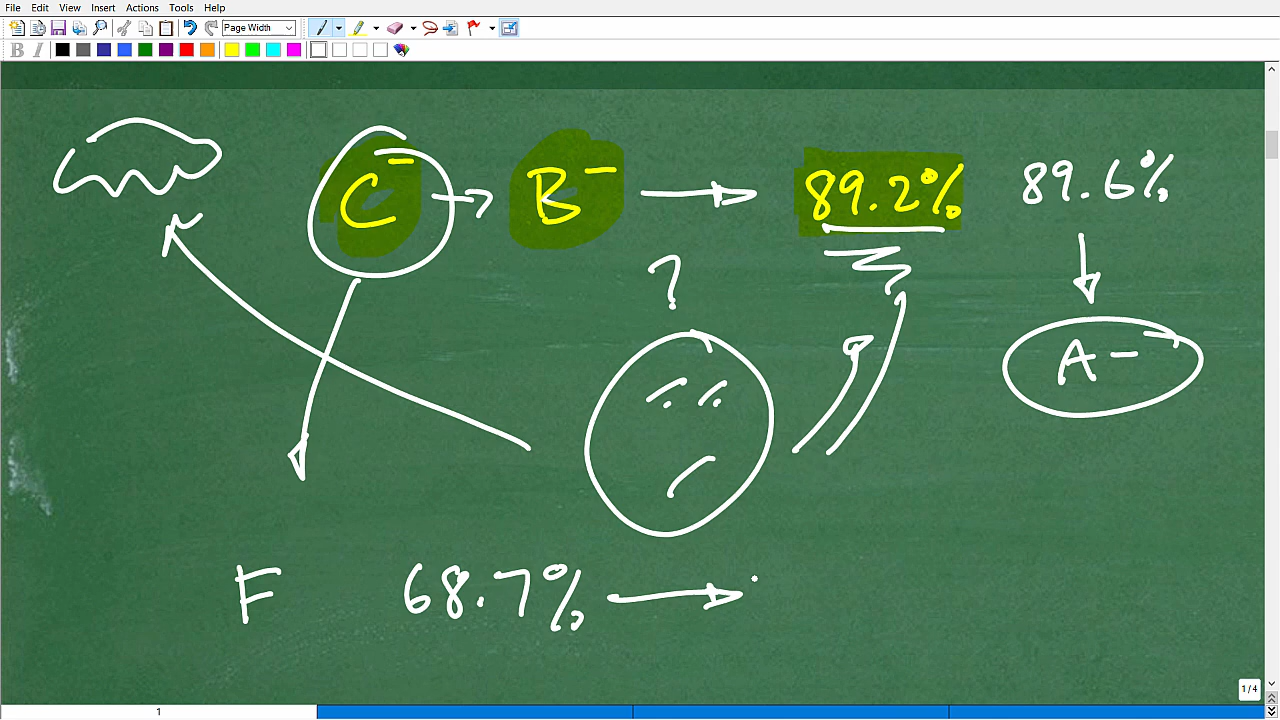 File Edit View Insert Actions Tools Help
Page Width
B I
C⁻ → B⁻ → 89.2% 89.6%
?
A-
F 68.7% →
1/4
1